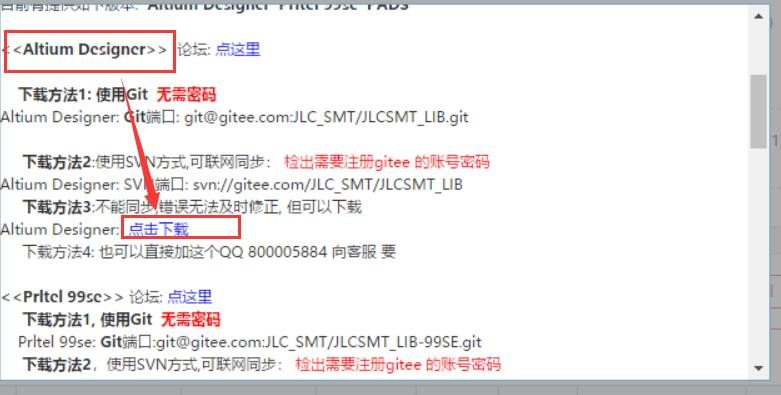 目前有提供如下版本: Altium Designer Prltel 99se PADS
<<Altium Designer>> 论坛: 点这里
下载方法1: 使用Git 无需密码
Altium Designer: Git端口: git@gitee.com:JLC_SMT/JLCSMT_LIB.git
下载方法2:使用SVN方式,可联网同步: 检出需要注册gitee 的账号密码
Altium Designer: SVN端口: svn://gitee.com/JLC_SMT/JLCSMT_LIB
下载方法3:不能同步,错误无法及时修正, 但可以下载
Altium Designer: 点击下载
下载方法4: 也可以直接加这个QQ 800005884 向客服 要
<<Prltel 99se>> 论坛: 点这里
下载方法1, 使用Git 无需密码
Prltel 99se: Git端口:git@gitee.com:JLC_SMT/JLCSMT_LIB-99SE.git
下载方法2，使用SVN方式,可联网同步: 检出需要注册gitee 的账号密码